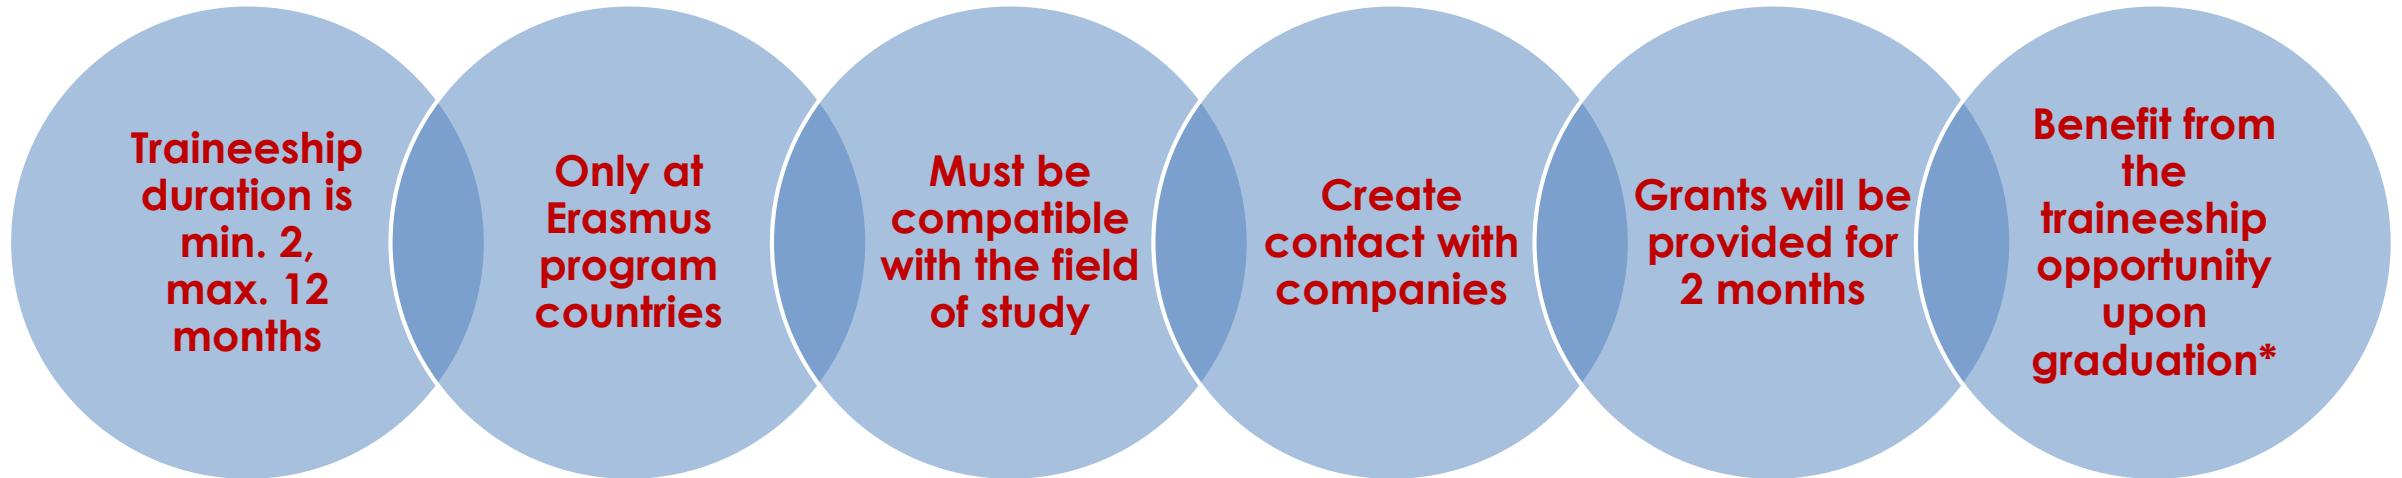 Traineeship
duration is
min. 2,
max. 12
months
Only at
Erasmus
program
countries
Must be
compatible
with the field
of study
Create
contact with
companies
Grants will be
provided for
2 months
Benefit from
the
traineeship
opportunity
upon
graduation*